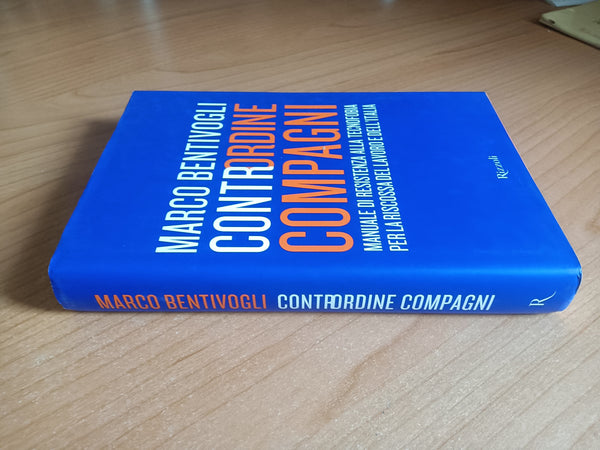 MARCO BENTIVOGLI
CONTRORDINE
COMPAGNI
MANUALE DI RESISTENZA ALLA TECNOFOBIA
PER LA RISCOSSA DEL LAVORO E DELL'ITALIA
Rizzoli
MARCO BENTIVOGLI CONTRORDINE COMPAGNI
R